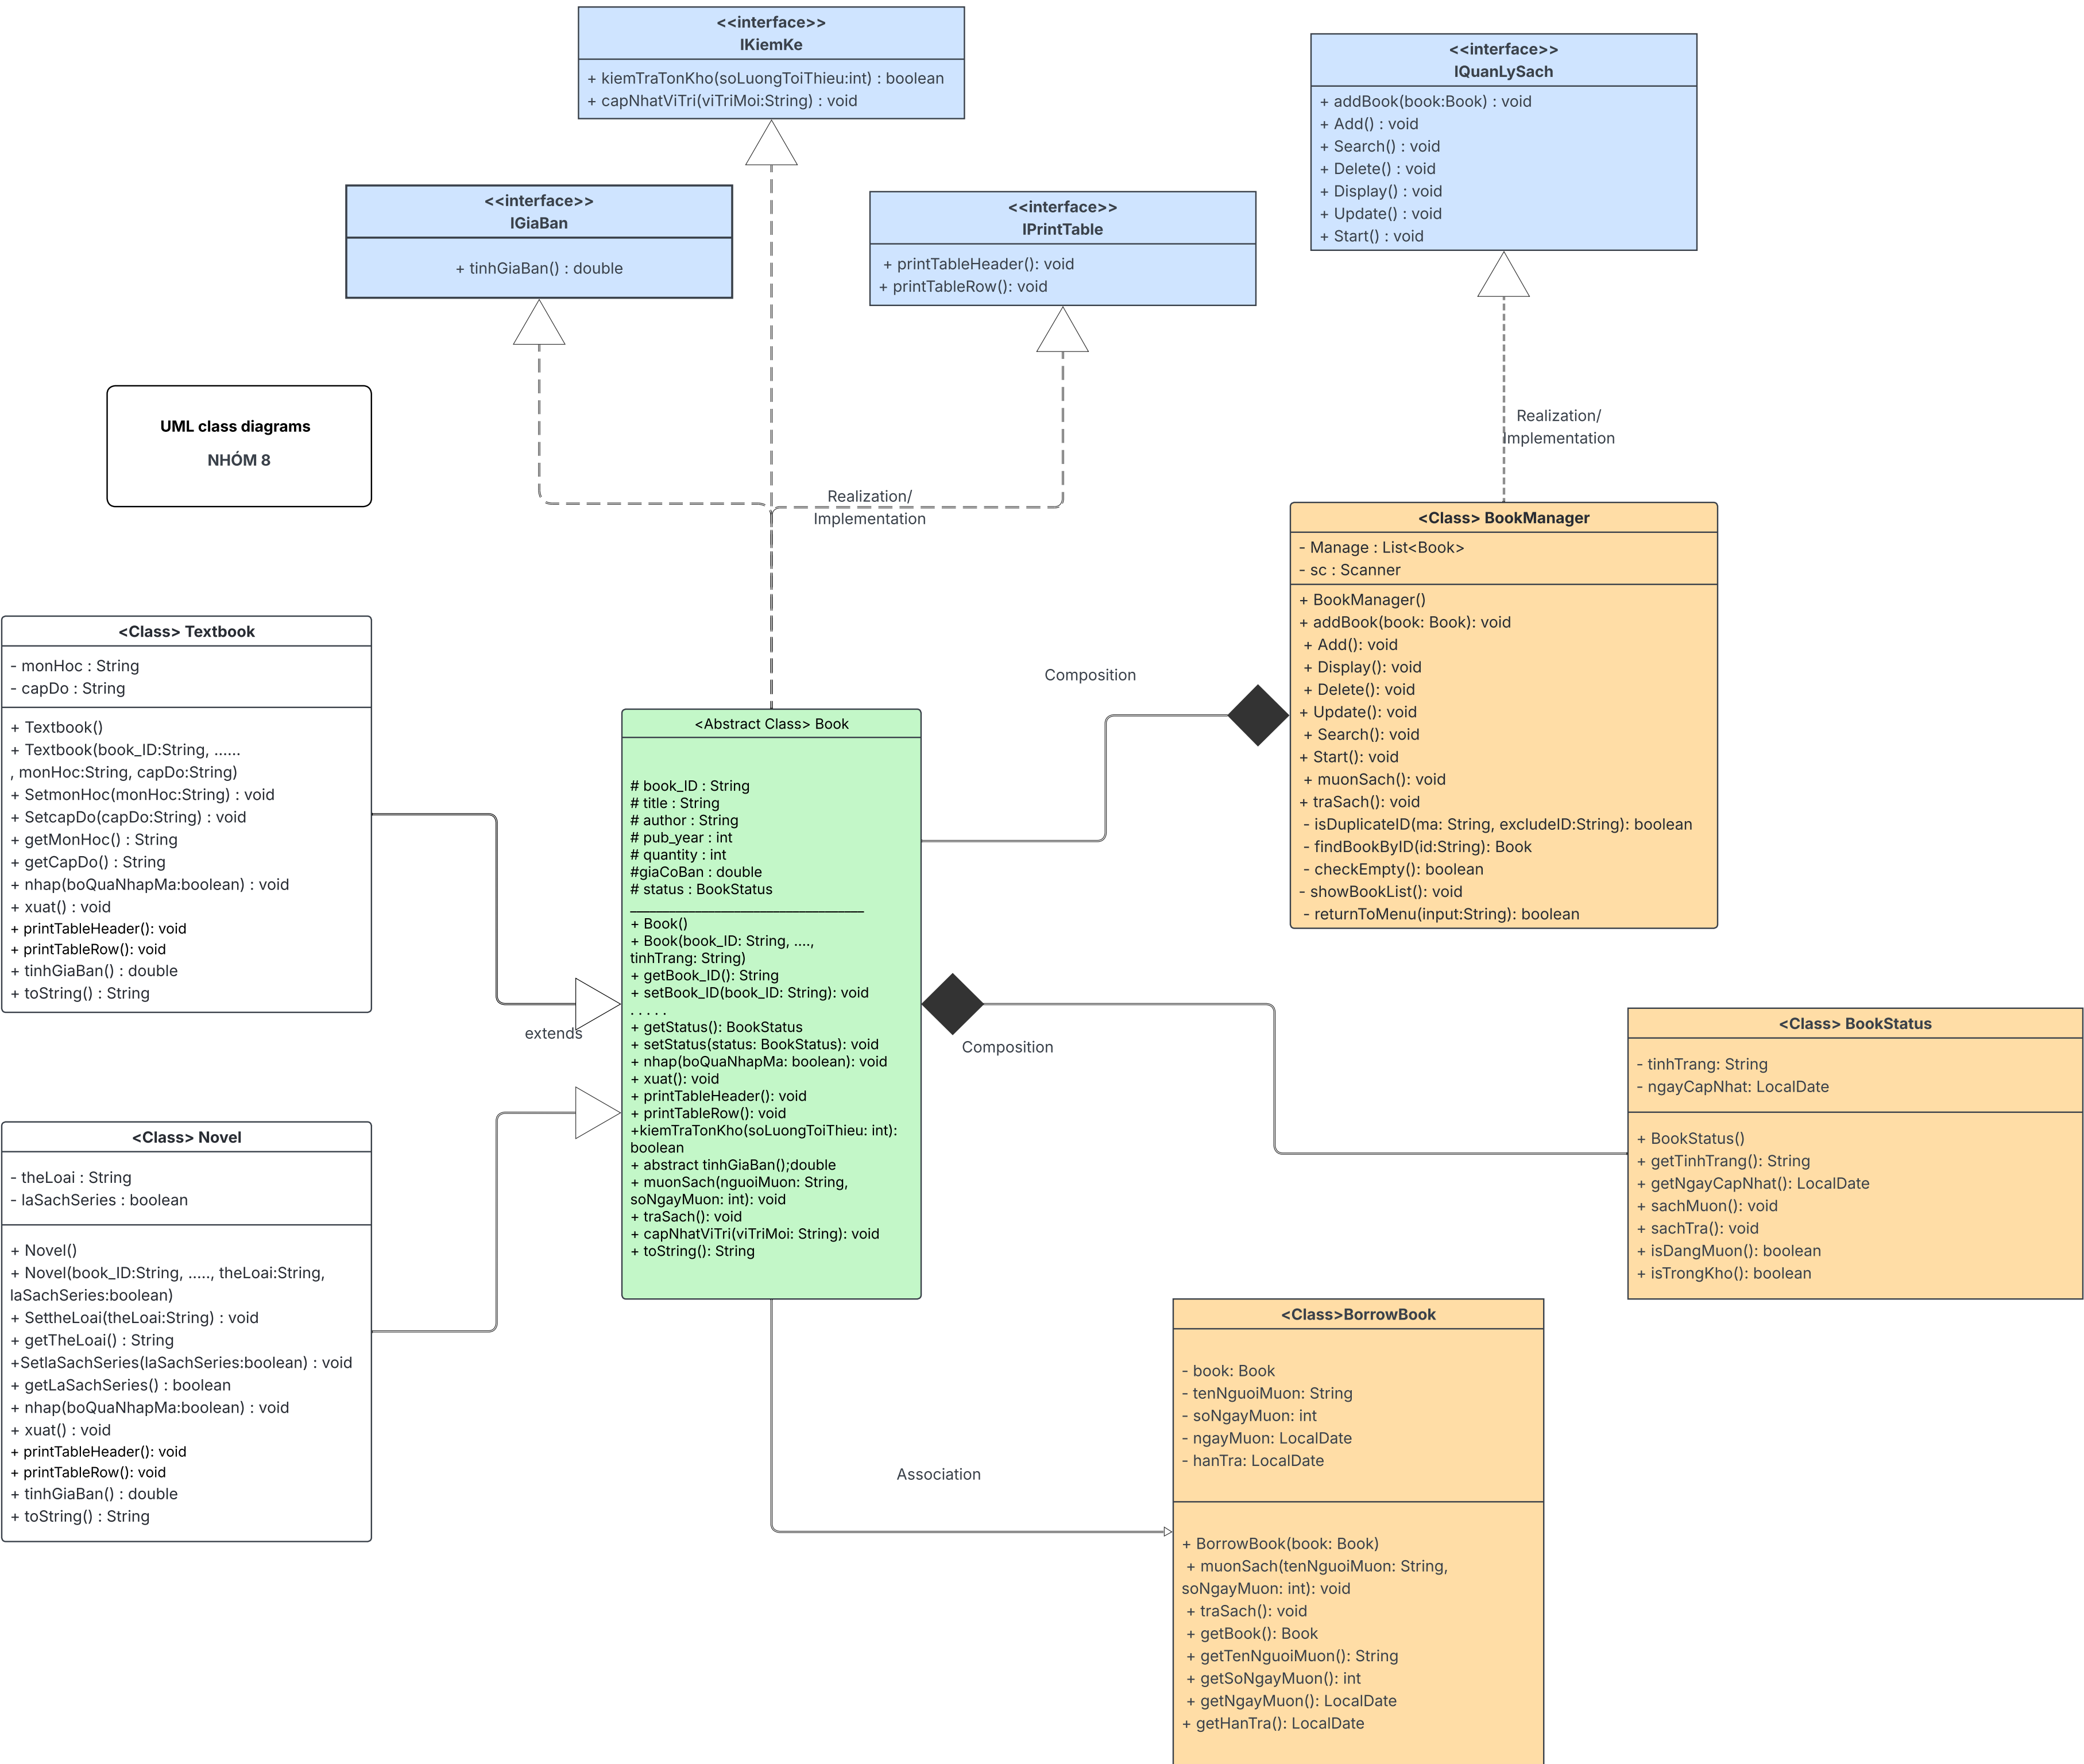 <<interface>>
IKiemKe
+ kiemTraTonKho(soLuongToiThieu:int) : boolean
+ capNhatViTri(viTriMoi:String) : void
<<interface>>
IQuanLySach
+ addBook(book:Book) : void
+ Add() : void
+ Search() : void
+ Delete() : void
+ Display() : void
+ Update() : void
+ Start() : void
<<interface>>
IGiaBan
+ tinhGiaBan() : double
<<interface>>
IPrintTable
+ printTableHeader(): void
+ printTableRow(): void
UML class diagrams
NHÓM 8
Realization/
Implementation
Realization/
Implementation
<Class> BookManager
- Manage : List<Book>
- sc : Scanner
+ BookManager()
+ addBook(book: Book): void
+ Add(): void
+ Display(): void
+ Delete(): void
+ Update(): void
+ Search(): void
+ Start(): void
+ muonSach(): void
+ traSach(): void
- isDuplicateID(ma: String, excludeID:String): boolean
- findBookByID(id:String): Book
- checkEmpty(): boolean
- showBookList(): void
- returnToMenu(input:String): boolean
<Class> Textbook
- monHoc : String
- capDo : String
+ Textbook()
+ Textbook(book_ID:String, ......
, monHoc:String, capDo:String)
+ SetmonHoc(monHoc:String) : void
+ SetcapDo(capDo:String) : void
+ getMonHoc() : String
+ getCapDo() : String
+ nhap(boQuaNhapMa:boolean) : void
+ xuat() : void
+ printTableHeader(): void
+ printTableRow(): void
+ tinhGiaBan() : double
+ toString() : String
Composition
<Abstract Class> Book
# book_ID : String
# title : String
# author : String
# pub_year : int
# quantity : int
#giaCoBan : double
# status : BookStatus
+ Book()
+ Book(book_ID: String, ....,
tinhTrang: String)
+ getBook_ID(): String
+ setBook_ID(book_ID: String): void
. . . . .
+ getStatus(): BookStatus
+ setStatus(status: BookStatus): void
+ nhap(boQuaNhapMa: boolean): void
+ xuat(): void
+ printTableHeader(): void
+ printTableRow(): void
+kiemTraTonKho(soLuongToiThieu: int):
boolean
+ abstract tinhGiaBan();double
+ muonSach(nguoiMuon: String,
soNgayMuon: int): void
+ traSach(): void
+ capNhatViTri(viTriMoi: String): void
+ toString(): String
extends
Composition
<Class> BookStatus
- tinhTrang: String
- ngayCapNhat: LocalDate
+ BookStatus()
+ getTinhTrang(): String
+ getNgayCapNhat(): LocalDate
+ sachMuon(): void
+ sachTra(): void
+ isDangMuon(): boolean
+ isTrongKho(): boolean
<Class> Novel
- theLoai : String
- laSachSeries : boolean
+ Novel()
+ Novel(book_ID:String, ....., theLoai:String,
laSachSeries:boolean)
+ SettheLoai(theLoai:String) : void
+ getTheLoai() : String
+SetlaSachSeries(laSachSeries:boolean) : void
+ getLaSachSeries() : boolean
+ nhap(boQuaNhapMa:boolean) : void
+ xuat() : void
+ printTableHeader(): void
+ printTableRow(): void
+ tinhGiaBan() : double
+ toString() : String
Association
<Class>BorrowBook
- book: Book
- tenNguoiMuon: String
- soNgayMuon: int
- ngayMuon: LocalDate
- hanTra: LocalDate
+ BorrowBook(book: Book)
+ muonSach(tenNguoiMuon: String,
soNgayMuon: int): void
+ traSach(): void
+ getBook(): Book
+ getTenNguoiMuon(): String
+ getSoNgayMuon(): int
+ getNgayMuon(): LocalDate
+ getHanTra(): LocalDate